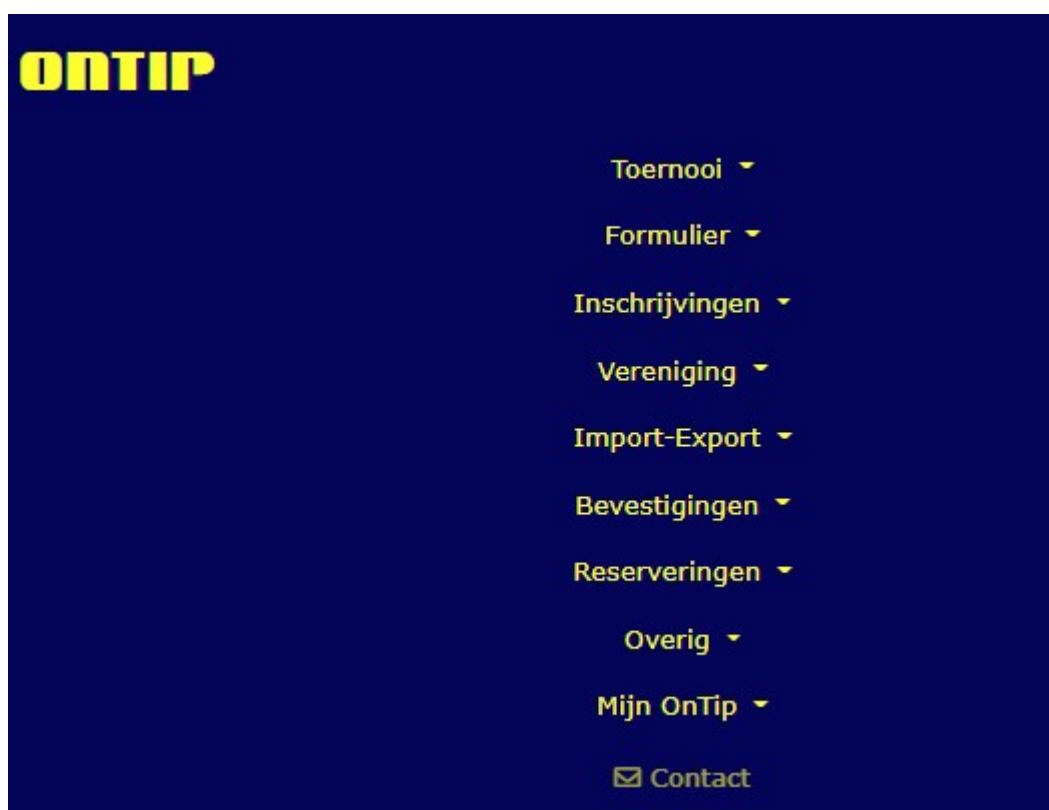 ONTIP
Toernooi
Formulier
Inschrijvingen
Vereniging
Import-Export
Bevestigingen
Reserveringen
Overig
Mijn OnTip
Contact